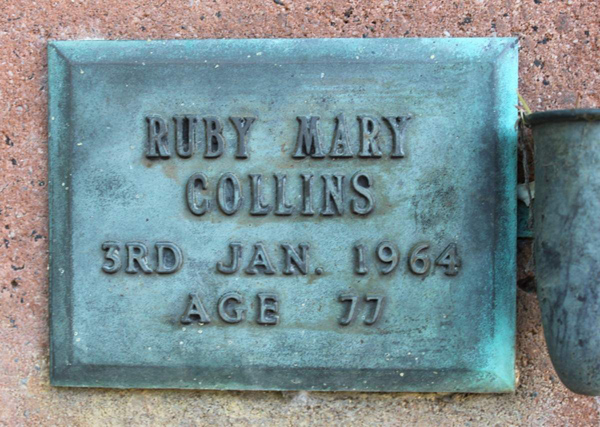 RUBY MARY
COLLINS
3RD JAN. 1964
AGE 77